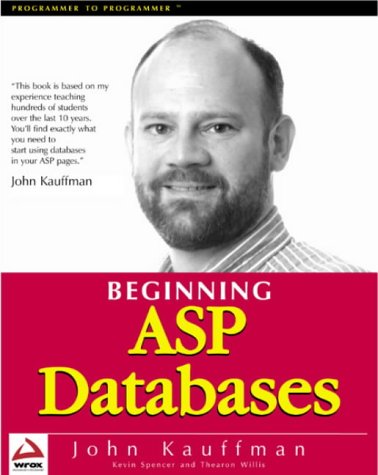 PROGRAMMER TO PROGRAMMER ™
"This book is based on my
experience teaching
hundreds of students
over the last 10 years.
You'll find exactly what
you need to
start using databases
in your ASP pages."
John Kauffman
BEGINNING
ASP
Databases
wrox
John Kauffman
Kevin Spencer and Thearon Willis